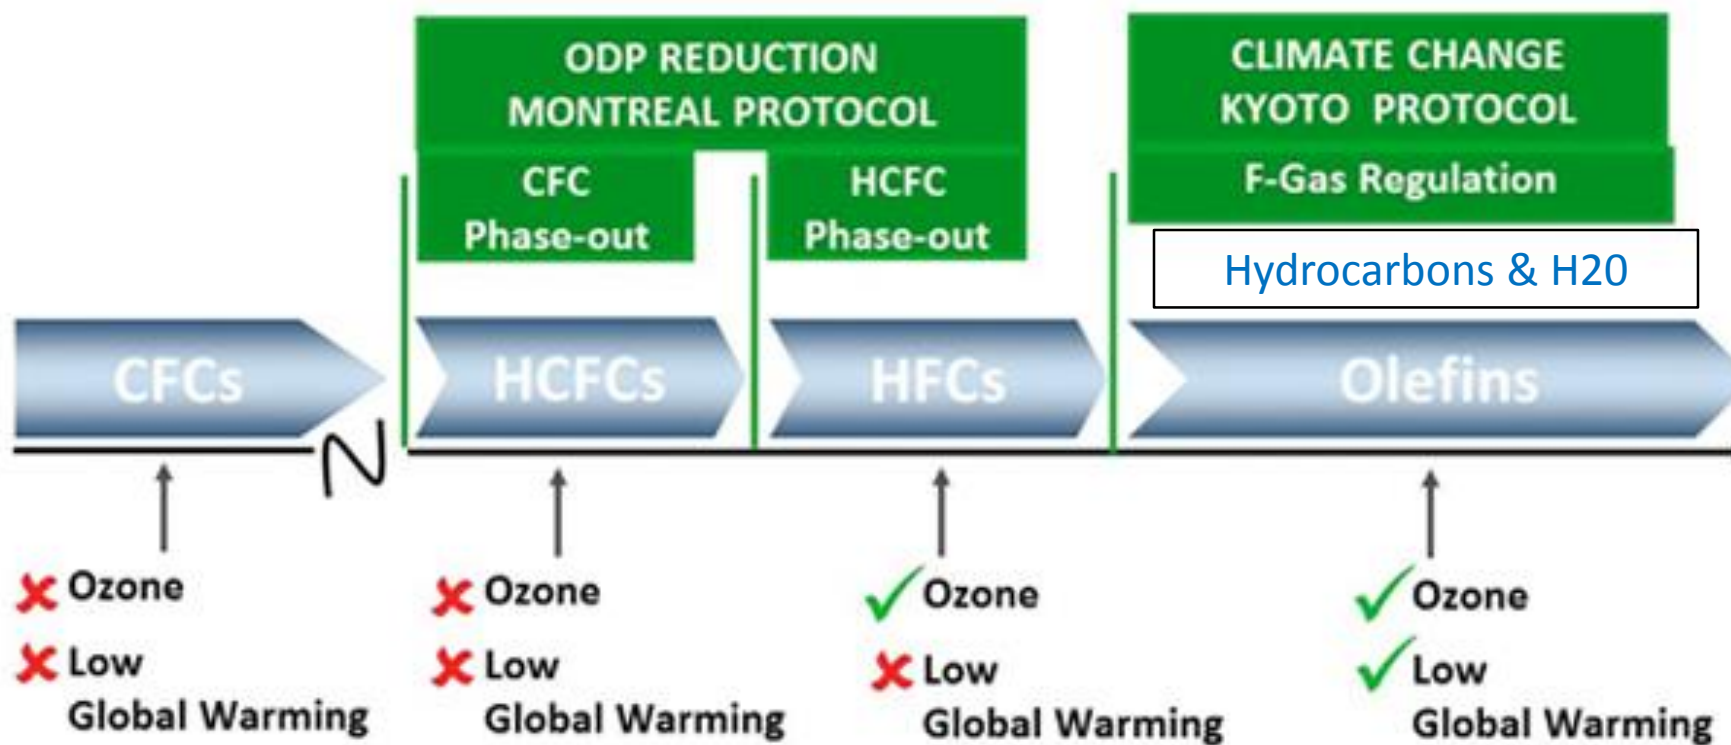 ODP REDUCTION
MONTREAL PROTOCOL
CFC
Phase-out
HCFC
Phase-out
CLIMATE CHANGE
KYOTO PROTOCOL
F-Gas Regulation
Hydrocarbons & H20
CFCs
HCFCs
HFCs
Olefins
N
Ozone
Low
Global Warming
Ozone
Low
Global Warming
Ozone
Low
Global Warming
Ozone
Low
Global Warming